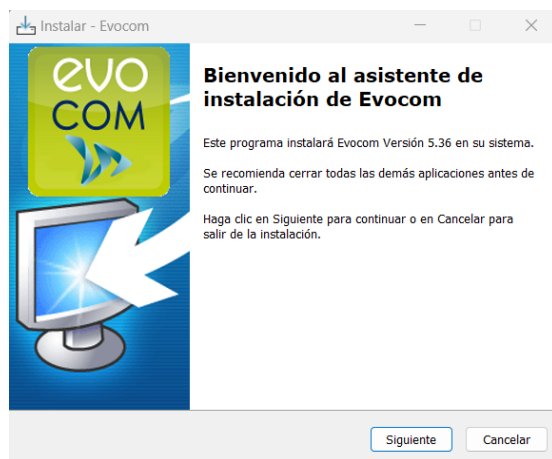 Instalar - Evocom
evo
COM
Bienvenido al asistente de
instalación de Evocom
Este programa instalará Evocom Versión 5.36 en su sistema.
Se recomienda cerrar todas las demás aplicaciones antes de
continuar.
Haga clic en Siguiente para continuar o en Cancelar para
salir de la instalación.
Siguiente
Cancelar